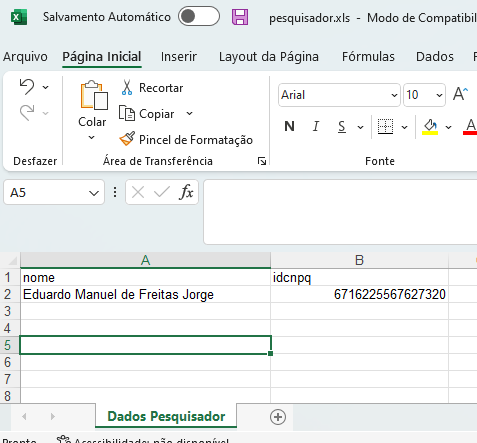 Salvamento Automático pesquisador.xls - Modo de Compatibil
Arquivo Página Inicial Inserir Layout da Página Fórmulas Dados
Recortar
Copiar
Pincel de Formatação
Colar
Arial 10 A
N I S A
Desfazer Área de Transferência Fonte
A5 fx
A B
1 nome idcnpq
2 Eduardo Manuel de Freitas Jorge 6716225567627320
3
4
5
6
7
8
Dados Pesquisador
Pronto Acessibilidade: não disponível